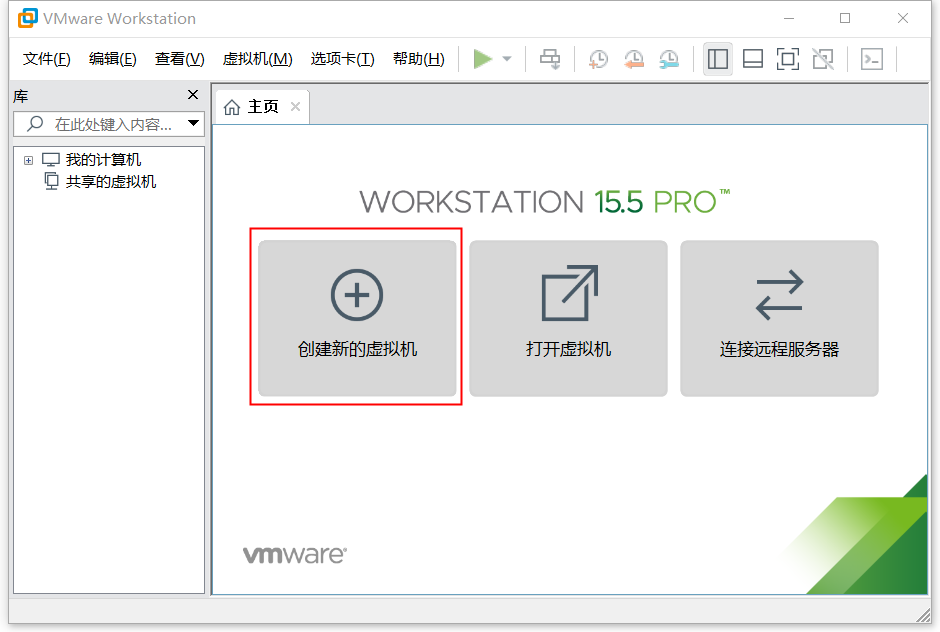 VMware Workstation
文件(F) 编辑(E) 查看(V) 虚拟机(M) 选项卡(T) 帮助(H)
库
主页
在此处键入内容...
我的计算机
共享的虚拟机
WORKSTATION 15.5 PRO™
创建新的虚拟机 打开虚拟机 连接远程服务器
vmware®